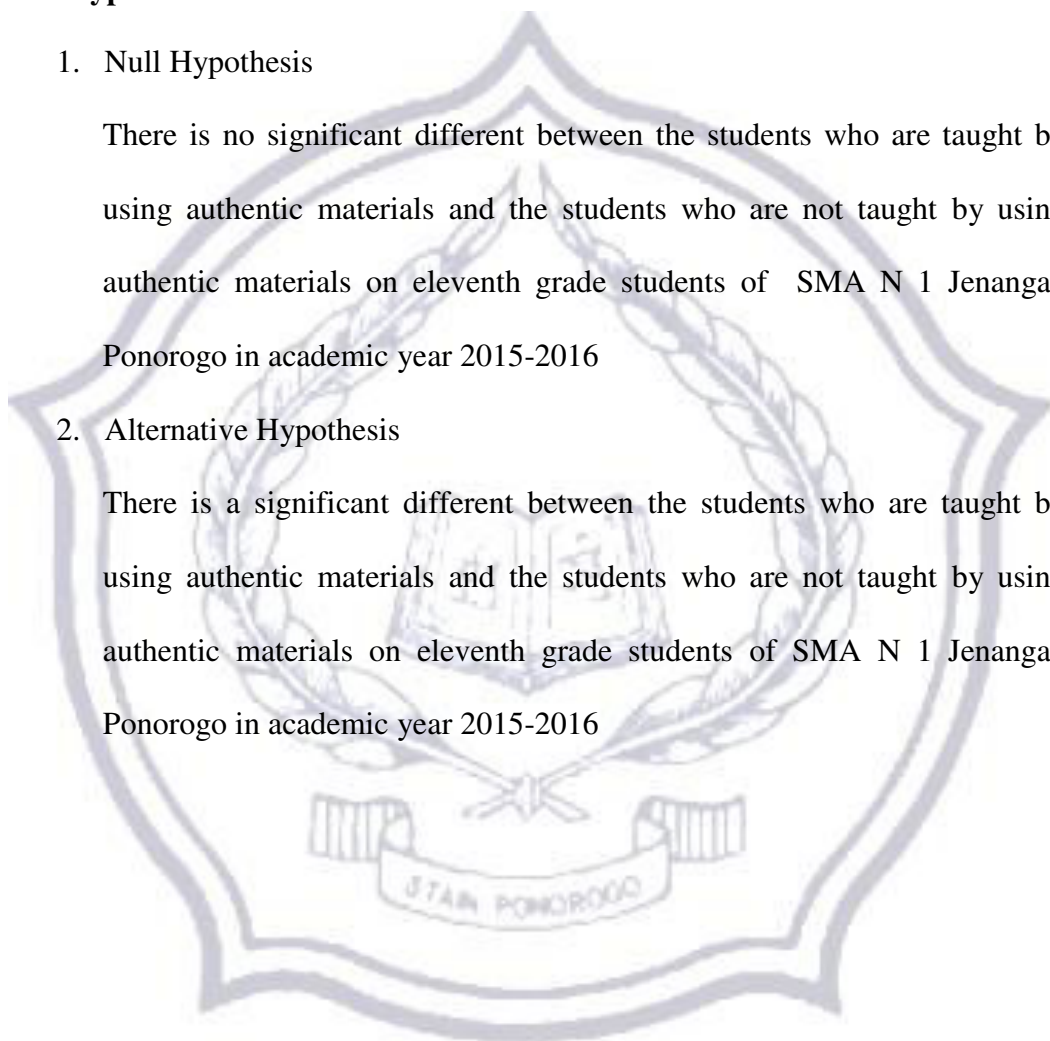 yp
1. Null Hypothesis
There is no significant different between the students who are taught b
using authentic materials and the students who are not taught by usin
authentic materials on eleventh grade students of SMA N 1 Jenanga
Ponorogo in academic year 2015-2016
2. Alternative Hypothesis
There is a significant different between the students who are taught b
using authentic materials and the students who are not taught by usin
authentic materials on eleventh grade students of SMA N 1 Jenanga
Ponorogo in academic year 2015-2016
STAIN PONOROGO